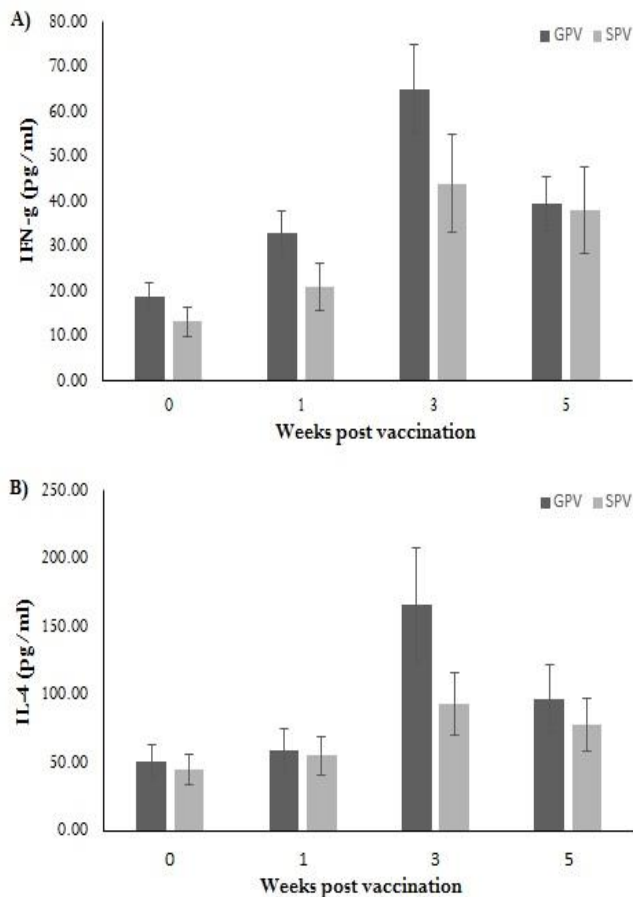 A)
80.00
70.00
60.00
50.00
40.00
30.00
20.00
10.00
0.00
IFN-g (pg/ml)
GPV SPV
0 1 3 5
Weeks post vaccination
B)
250.00
200.00
150.00
100.00
50.00
0.00
IL-4 (pg/ml)
GPV SPV
0 1 3 5
Weeks post vaccination